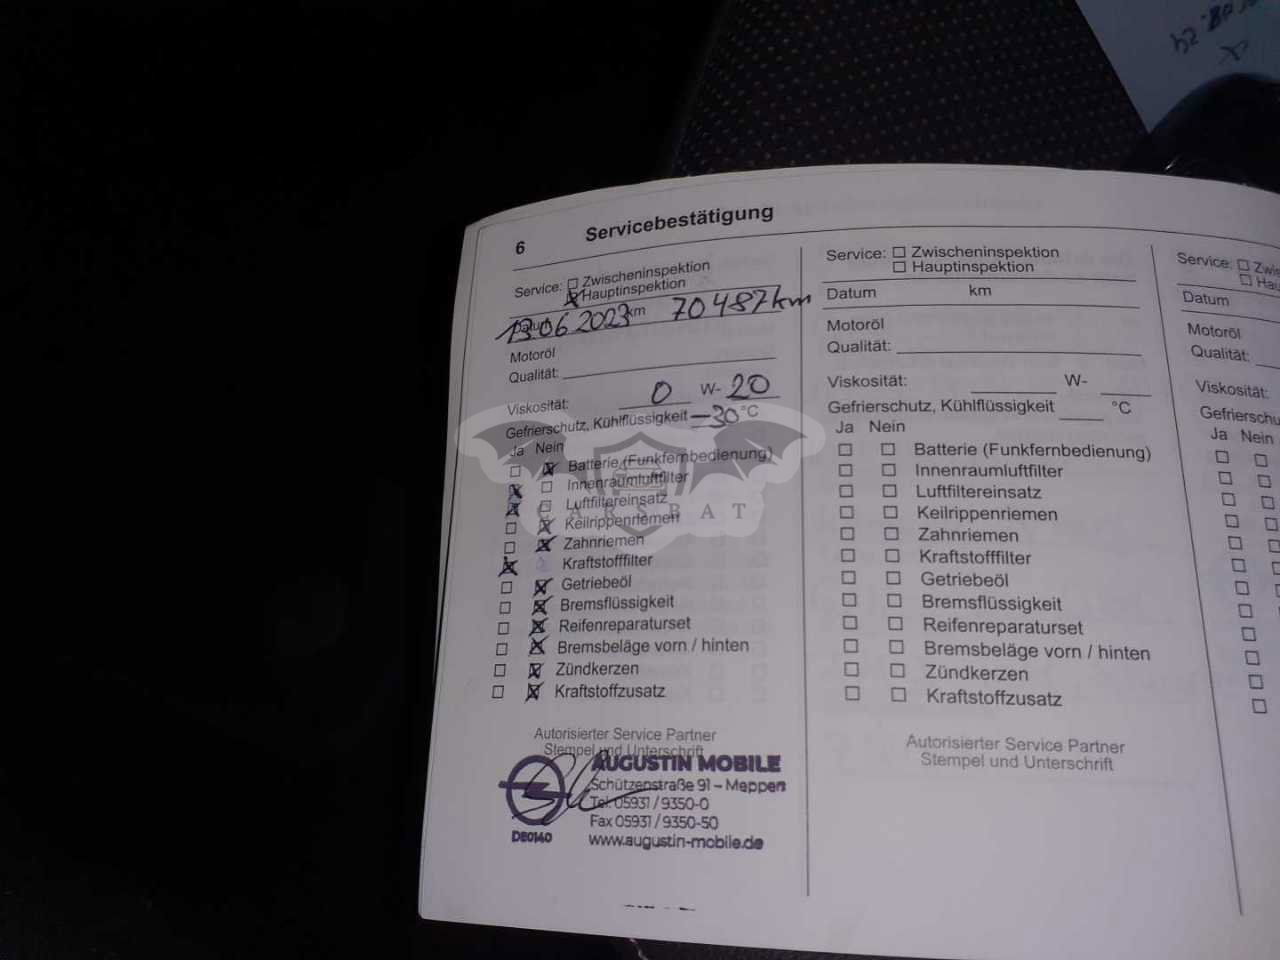 6 Servicebestätigung
Service: Zwischeninspektion
Hauptinspektion
Datum 13.06.2023 km 70487km
Motoröl
Qualität:
Viskosität: 0 W- 20
Gefrierschutz, Kühlflüssigkeit -30 °C
Ja Nein
Batterie (Funkfernbedienung)
Innenraumluftfilter
Luftfiltereinsatz
Keilrippenriemen
Zahnriemen
Kraftstofffilter
Getriebeöl
Bremsflüssigkeit
Reifenreparaturset
Bremsbeläge vorn / hinten
Zündkerzen
Kraftstoffzusatz
Autorisierter Service Partner
Stempel und Unterschrift
AUGUSTIN MOBILE
Schützenstraße 91 – Meppen
Tel. 05931 / 9350-0
Fax 05931 / 9350-50
www.augustin-mobile.de
DE0140
CARSBAT
Service: Zwischeninspektion
Hauptinspektion
Datum km
Motoröl
Qualität:
Viskosität: W-
Gefrierschutz, Kühlflüssigkeit °C
Ja Nein
Batterie (Funkfernbedienung)
Innenraumluftfilter
Luftfiltereinsatz
Keilrippenriemen
Zahnriemen
Kraftstofffilter
Getriebeöl
Bremsflüssigkeit
Reifenreparaturset
Bremsbeläge vorn / hinten
Zündkerzen
Kraftstoffzusatz
Autorisierter Service Partner
Stempel und Unterschrift
Service: Zwis
Hau
Datum
Motoröl
Qualität:
Viskosität:
Gefrierschu
Ja Nein